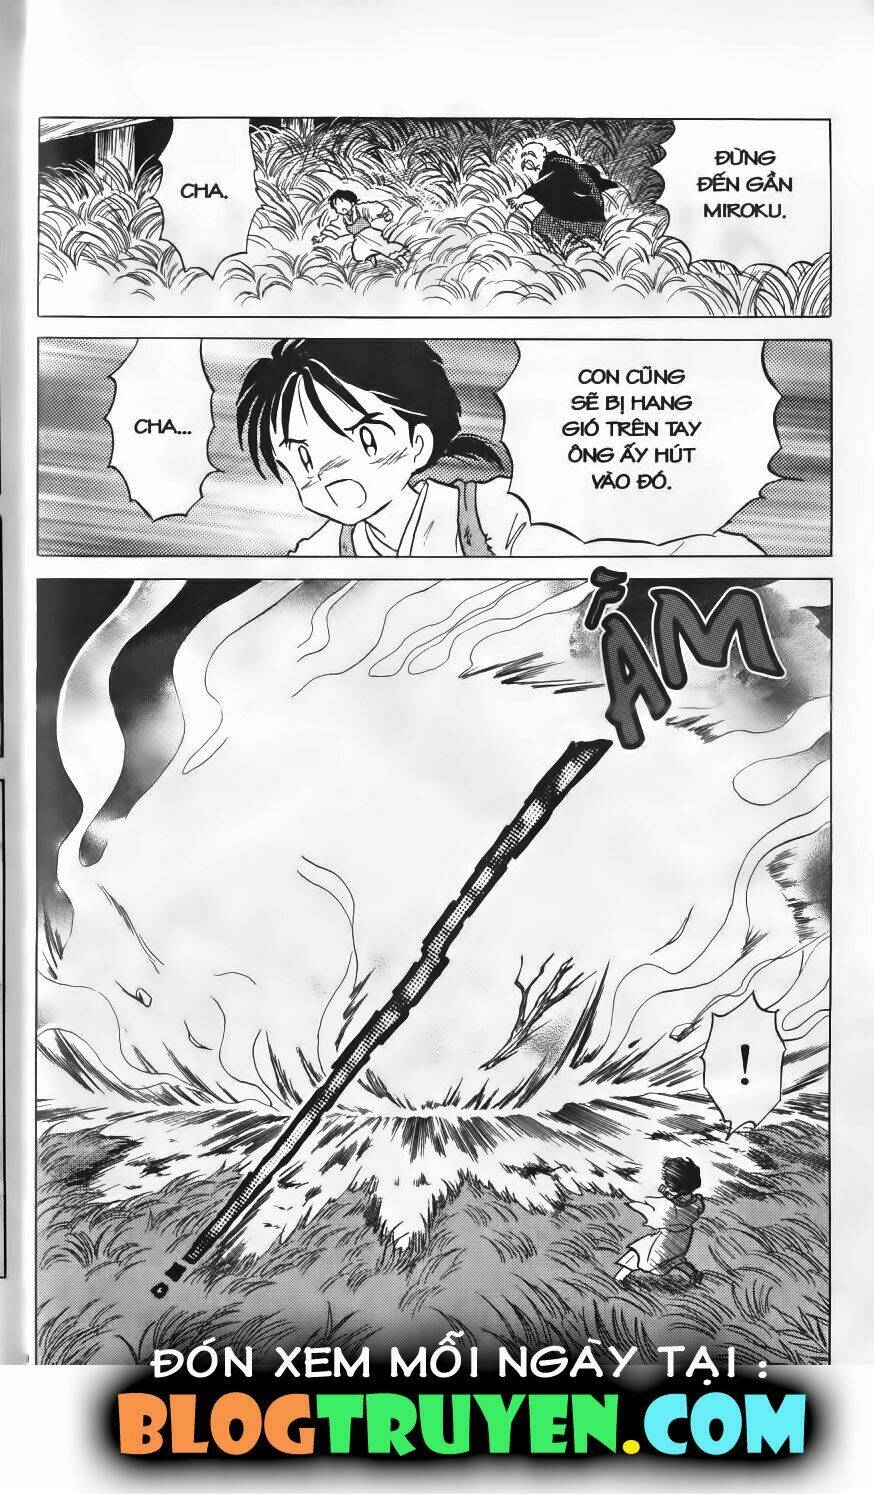 ĐỪNG
ĐẾN GẦN
MIROKU.
CHA.
CON CŨNG
SẼ BỊ HANG
GIÓ TRÊN TAY
ÔNG ẤY HÚT
VÀO ĐÓ.
CHA...
ẦM
!
ĐÓN XEM MỖI NGÀY TẠI :
BLOGTRUYEN.COM